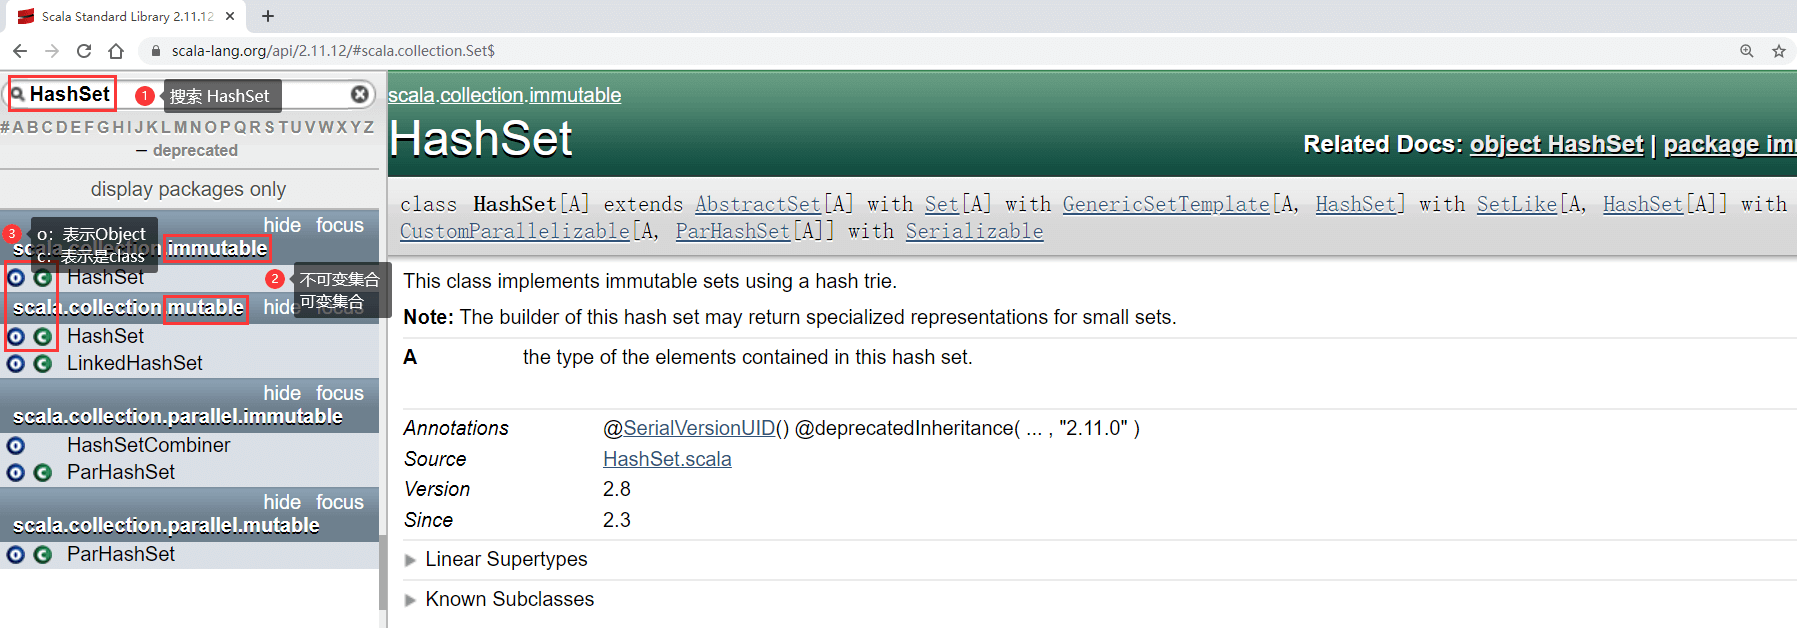 Scala Standard Library 2.11.12
scala-lang.org/api/2.11.12/#scala.collection.Set$
HashSet
1
搜索 HashSet
#ABCDEFGHIJKLMNOPQRSTUVWXYZ
– deprecated
display packages only
hide focus
3
o：表示Object
c：表示是class
scala.collection.immutable
HashSet
2
不可变集合
可变集合
scala.collection.mutable
hide focus
HashSet
LinkedHashSet
hide focus
scala.collection.parallel.immutable
HashSetCombiner
ParHashSet
hide focus
scala.collection.parallel.mutable
ParHashSet
scala.collection.immutable
HashSet
Related Docs: object HashSet | package im
class HashSet[A] extends AbstractSet[A] with Set[A] with GenericSetTemplate[A, HashSet] with SetLike[A, HashSet[A]] with
CustomParallelizable[A, ParHashSet[A]] with Serializable
This class implements immutable sets using a hash trie.
Note: The builder of this hash set may return specialized representations for small sets.
A the type of the elements contained in this hash set.
Annotations @SerialVersionUID() @deprecatedInheritance( ... , "2.11.0" )
Source HashSet.scala
Version 2.8
Since 2.3
Linear Supertypes
Known Subclasses